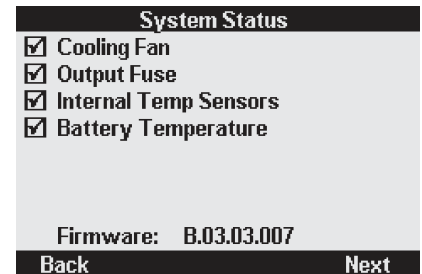 System Status
Cooling Fan
Output Fuse
Internal Temp Sensors
Battery Temperature
Firmware: B.03.03.007
Back Next